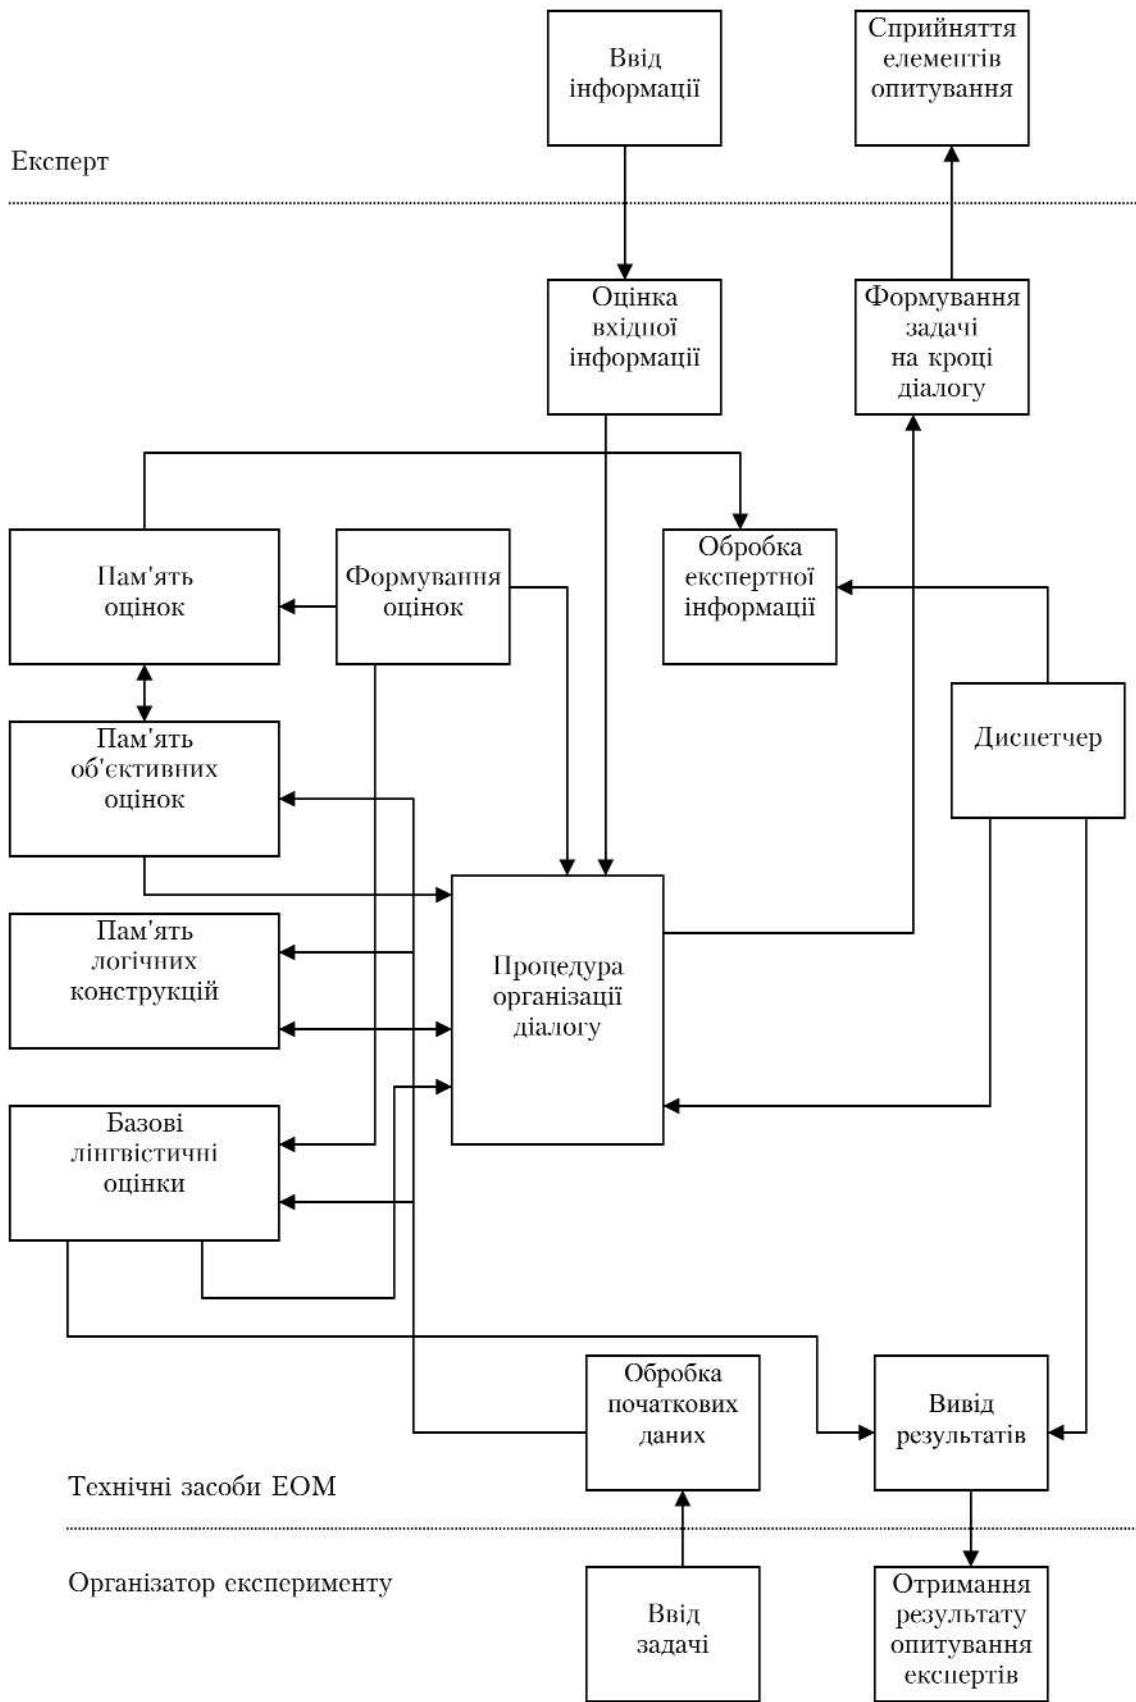 Ввід
інформації
Сприйняття
елементів
опитування
Експерт
Оцінка
вхідної
інформації
Формування
задачі
на кроці
діалогу
Пам'ять
оцінок
Формування
оцінок
Обробка
експертної
інформації
Диспетчер
Пам'ять
об'єктивних
оцінок
Пам'ять
логічних
конструкцій
Процедура
організації
діалогу
Базові
лінгвістичні
оцінки
Обробка
початкових
даних
Вивід
результатів
Технічні засоби ЕОМ
Організатор експерименту
Ввід
задачі
Отримання
результату
опитування
експертів